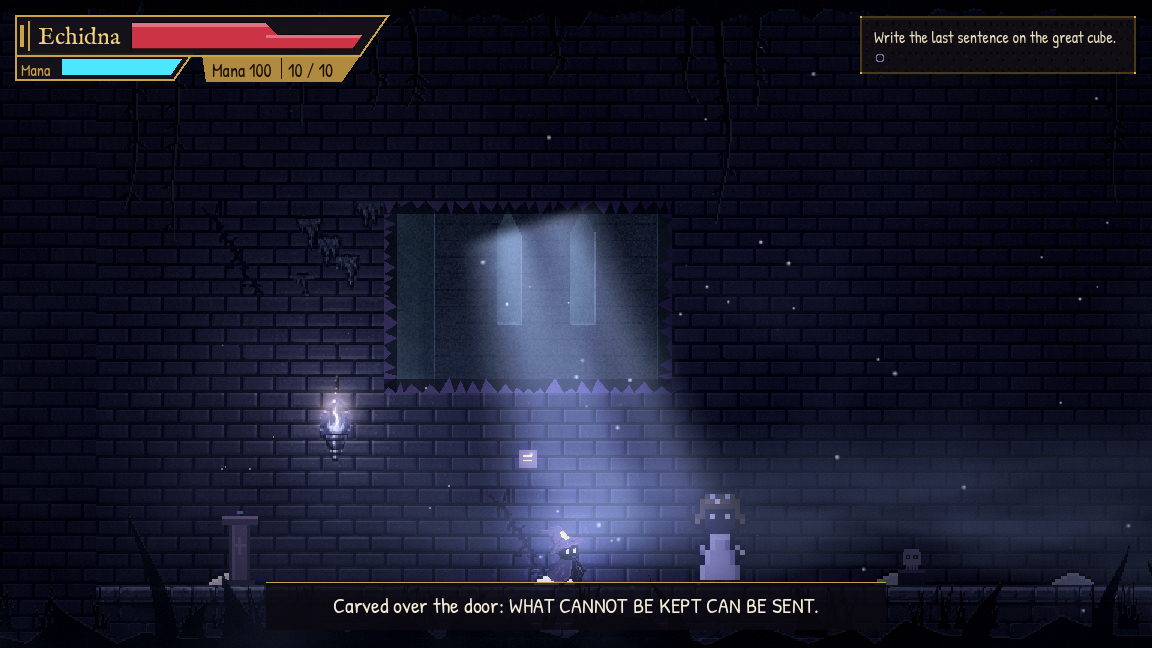 Echidna
Mana
Mana 100 10 / 10
Write the last sentence on the great cube.
Carved over the door: WHAT CANNOT BE KEPT CAN BE SENT.